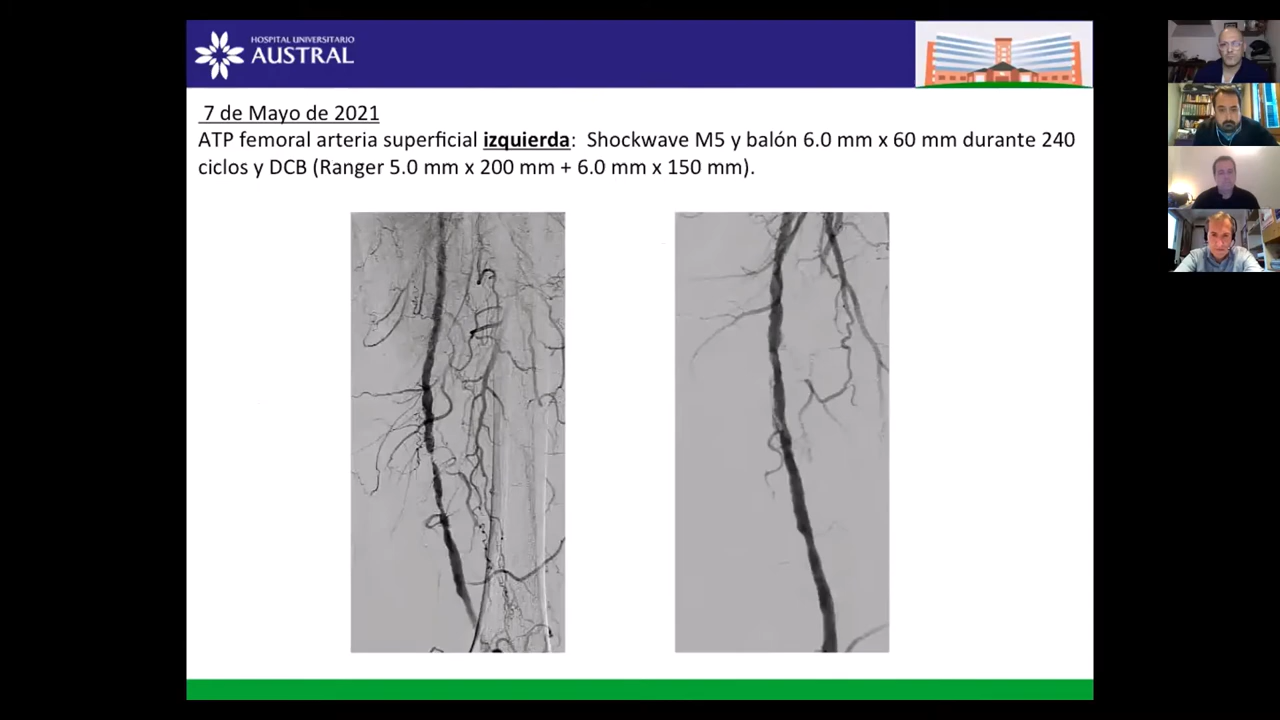 HOSPITAL UNIVERSITARIO
AUSTRAL
7 de Mayo de 2021
ATP femoral arteria superficial izquierda: Shockwave M5 y balón 6.0 mm x 60 mm durante 240
ciclos y DCB (Ranger 5.0 mm x 200 mm + 6.0 mm x 150 mm).